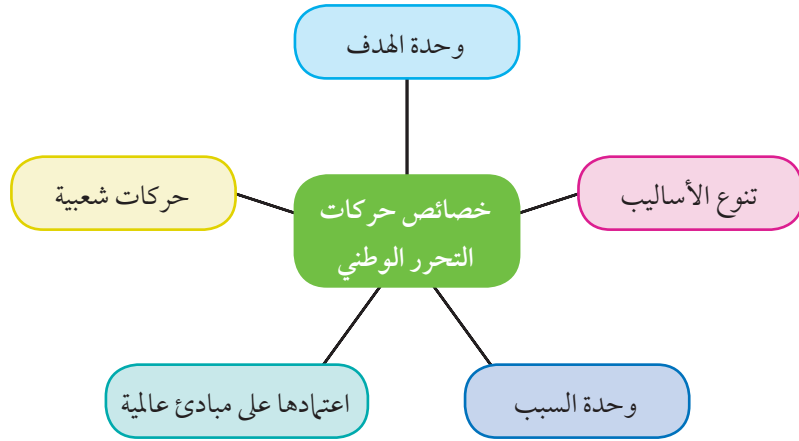 وحدة الهدف
تنوع الأساليب
حركات شعبية
خصائص حركات
التحرر الوطني
وحدة السبب
اعتمادها على مبادئ عالمية